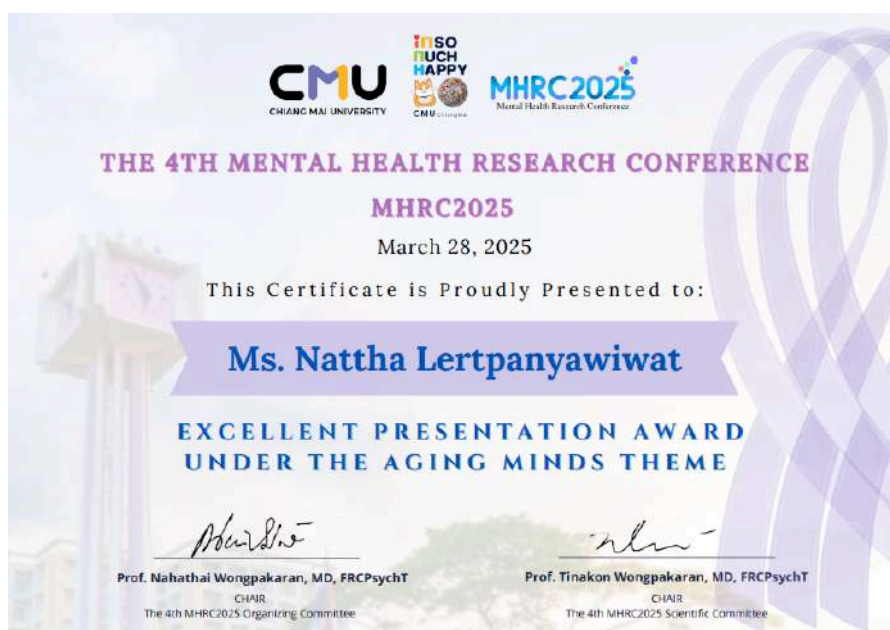 CMU
CHIANG MAI UNIVERSITY
inSO
MUCH
HAPPY
CMU
MHRC2025
Mental Health Research Conference
THE 4TH MENTAL HEALTH RESEARCH CONFERENCE
MHRC2025
March 28, 2025
This Certificate is Proudly Presented to:
Ms. Nattha Lertpanyawiwat
EXCELLENT PRESENTATION AWARD
UNDER THE AGING MINDS THEME
Prof. Nahathai Wongpakaran, MD, FRCPsychT
CHAIR
The 4th MHRC2025 Organizing Committee
Prof. Tinakon Wongpakaran, MD, FRCPsychT
CHAIR
The 4th MHRC2025 Scientific Committee